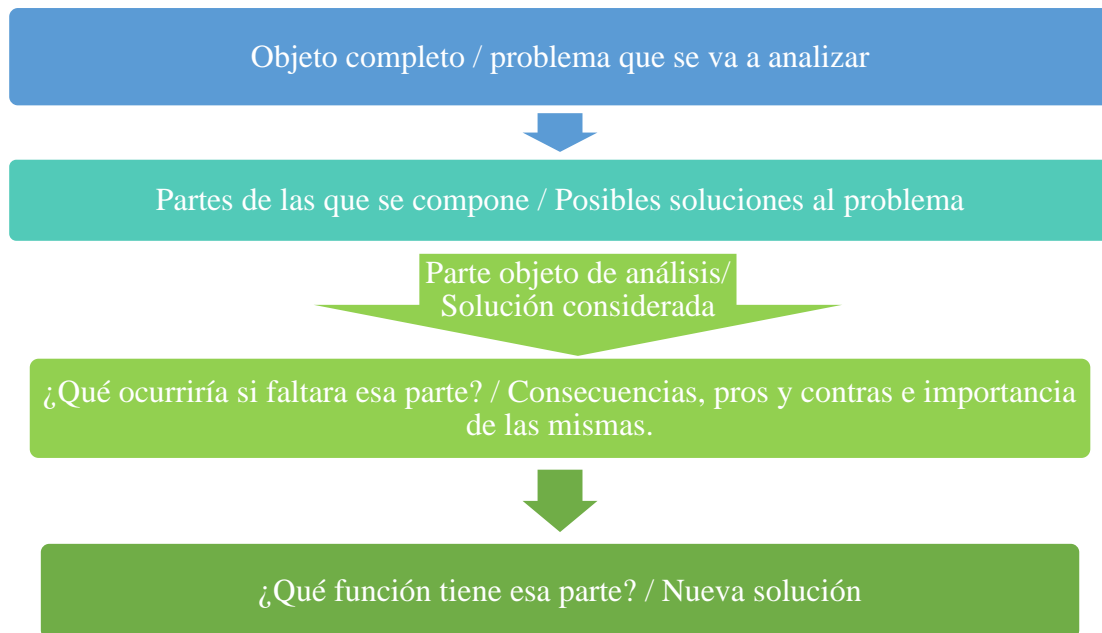 Objeto completo / problema que se va a analizar
Partes de las que se compone / Posibles soluciones al problema
Parte objeto de análisis/
Solución considerada
¿Qué ocurriría si faltara esa parte? / Consecuencias, pros y contras e importancia
de las mismas.
¿Qué función tiene esa parte? / Nueva solución